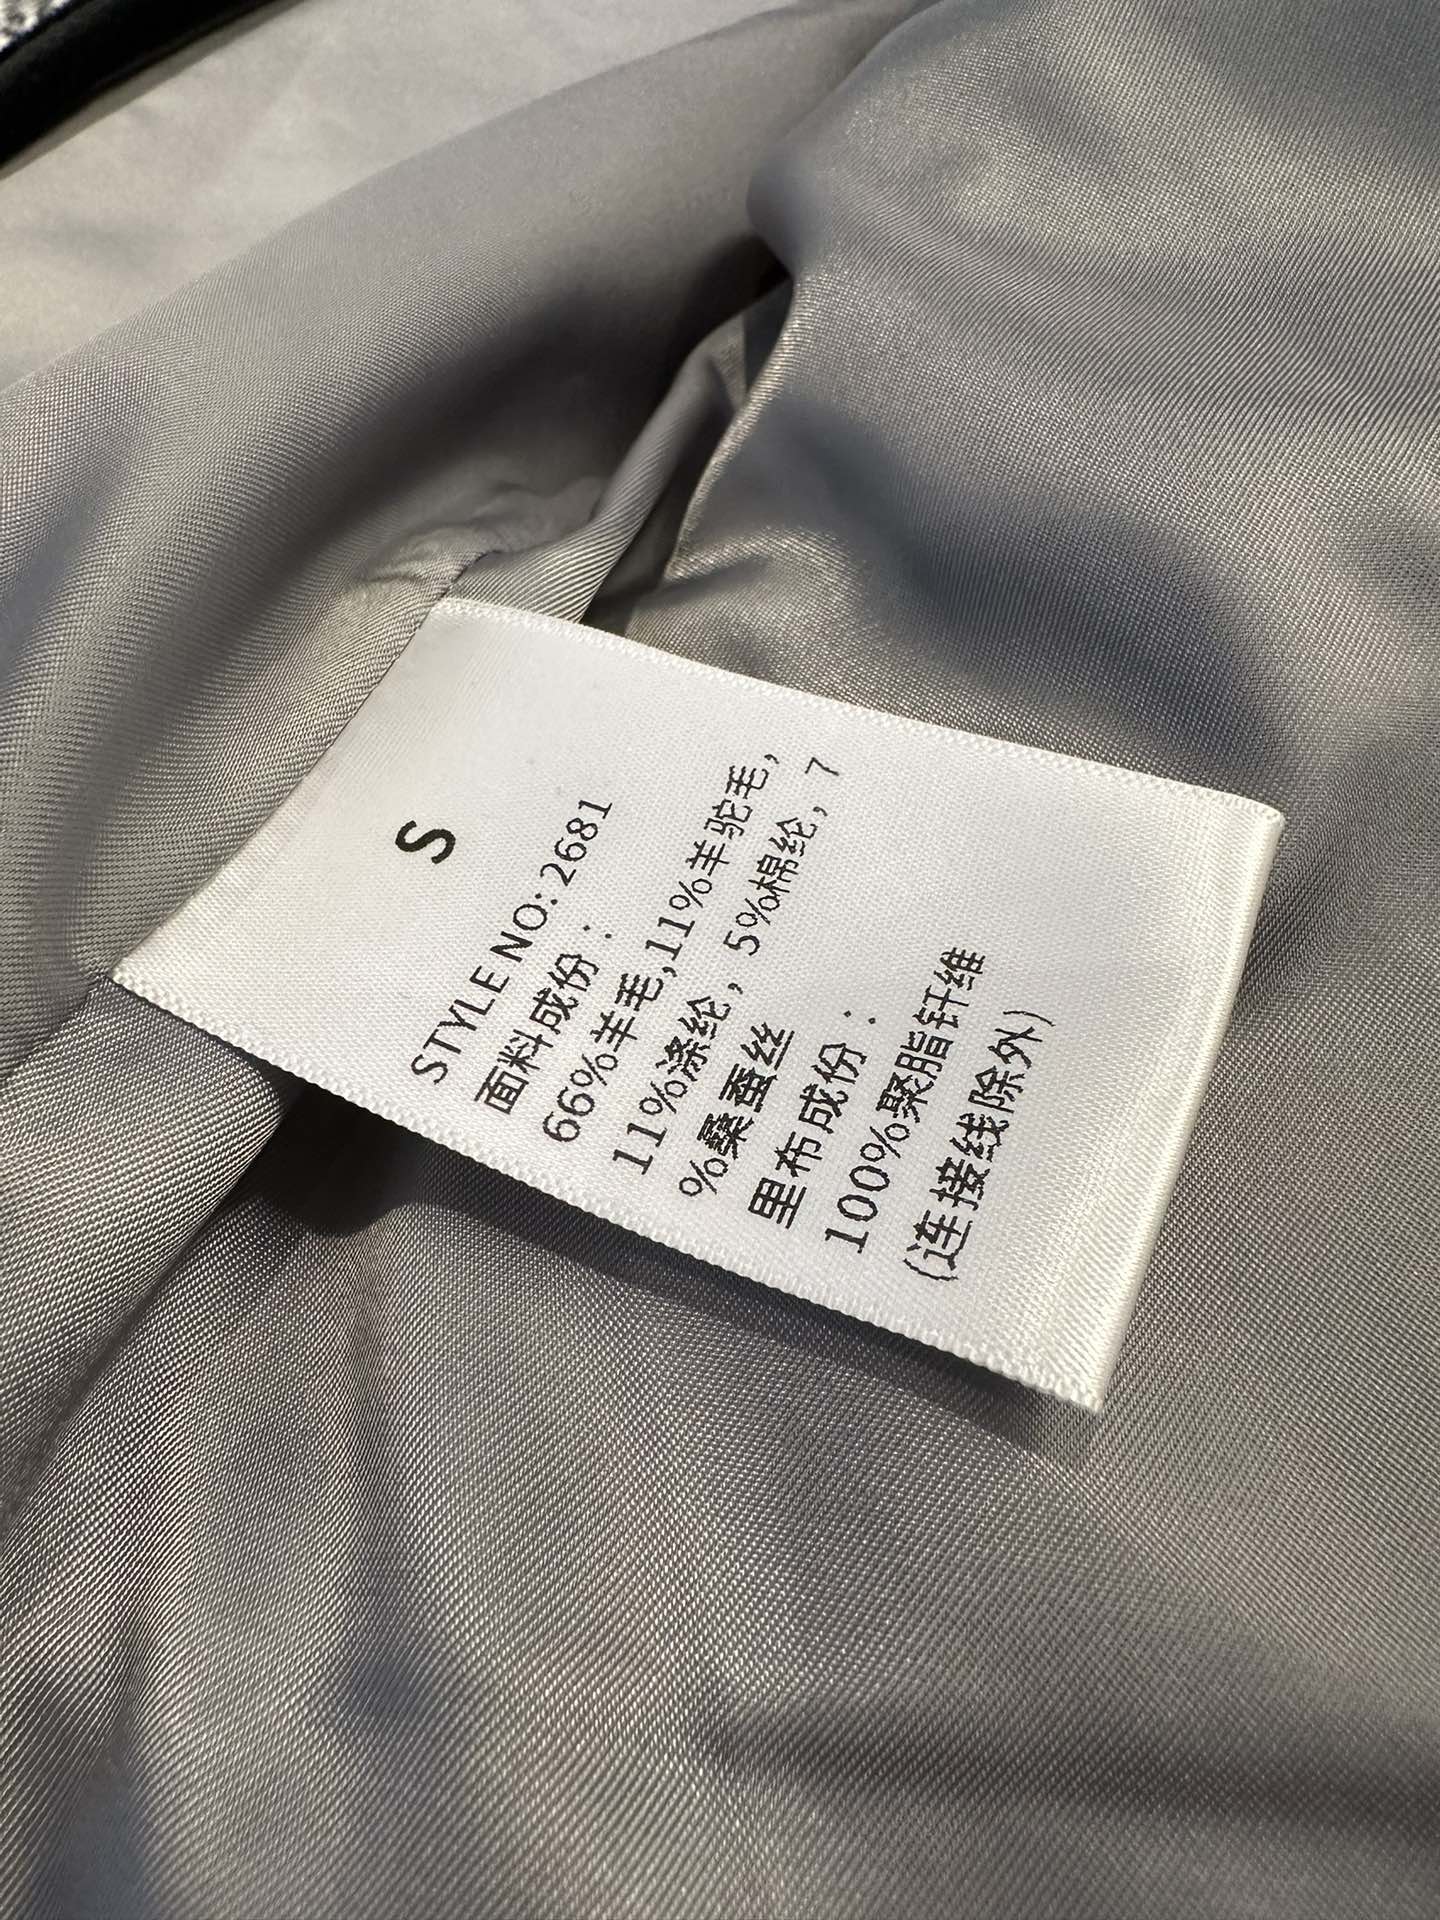 S
STYLE NO: 2681
面料成份：
66%羊毛,11%羊驼毛，
11%涤纶，5%棉纶，7
%桑蚕丝
里布成份：
100%聚脂钎维
(连接线除外)